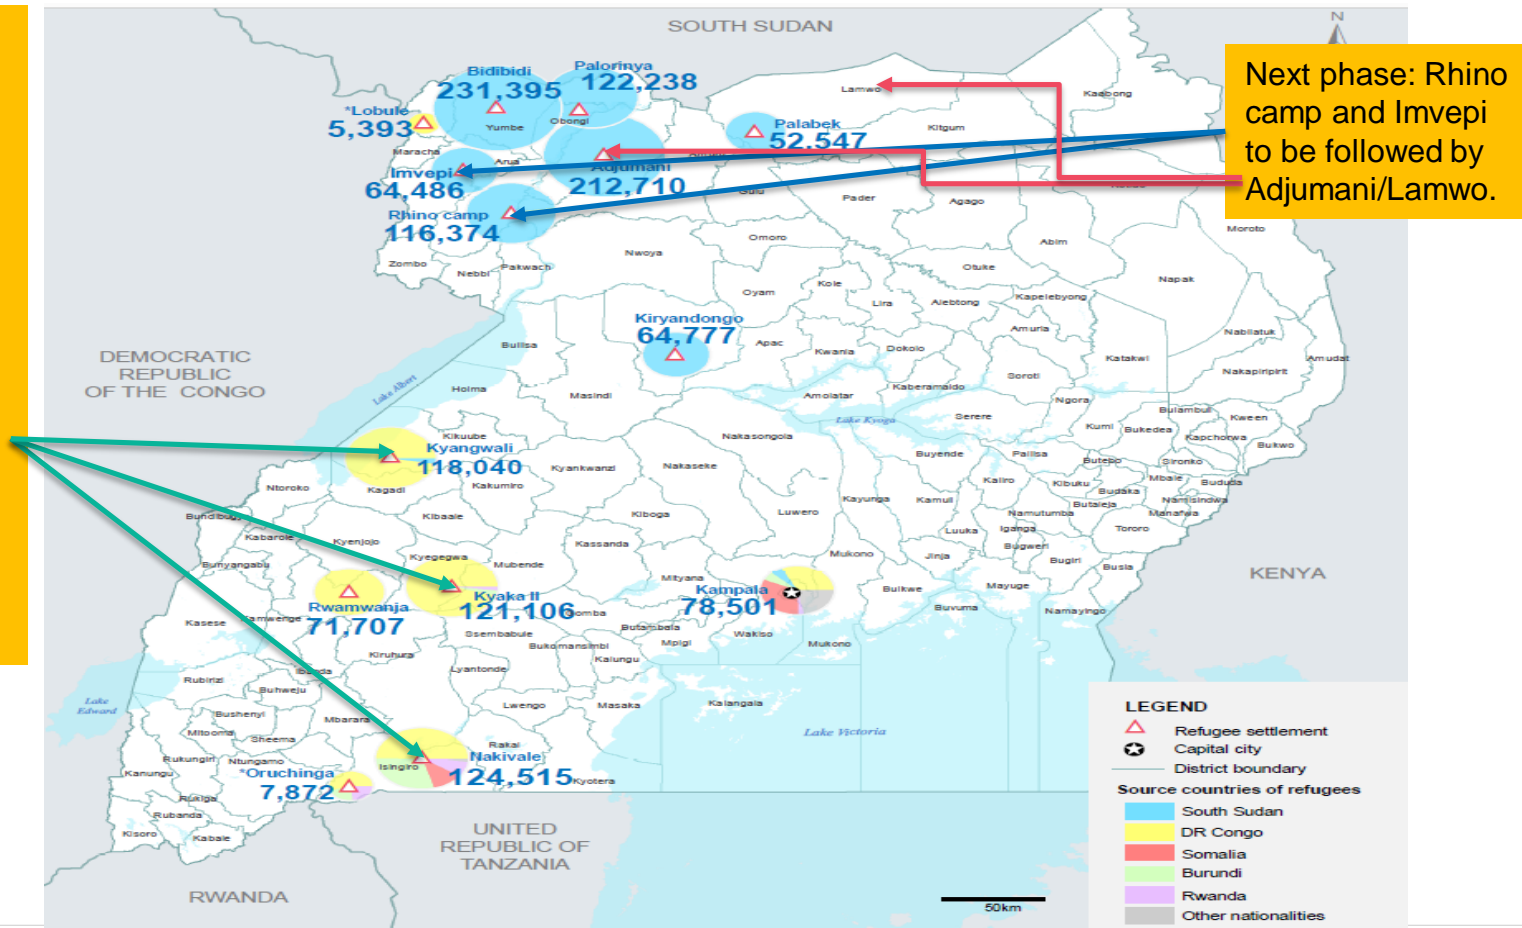 SOUTH SUDAN
N
Next phase: Rhino
camp and Imvepi
to be followed by
Adjumani/Lamwo.
Bidibidi
231,395
Palorinya
122,238
*Lobule
5,393
Yumbe
Obongi
Maracha
Arua
Imvepi
64,486
Adjumani
212,710
Rhino camp
116,374
Palabek
52,547
Lamwo
Kaabong
Kitgum
Gulu
Pader
Agago
Moroto
Zombo
Nebbi
Pakwach
Nwoya
Omoro
Abim
Otuke
Napak
Oyam
Kole
Lira
Alebtong
Kapelebyong
Kiryandongo
64,777
Bulisa
Apac
Kwania
Dokolo
Amuria
Katakwi
Nabilatuk
Amudat
Nakapiripirit
Soroti
DEMOCRATIC
REPUBLIC
OF THE CONGO
Lake Albert
Hoima
Masindi
Amolatar
Kaberamaido
Ngora
Lake Kyoga
Serere
Kumi
Bukedea
Bulambuli
Kween
Kapchorwa
Bukwo
Kikuube
Kyangwali
118,040
Nakasongola
Buyende
Pallisa
Butebo
Sironko
Ntoroko
Kagadi
Kakumiro
Kyankwanzi
Nakaseke
Kayunga
Kamuli
Kaliro
Kibuku
Budaka
Mbale
Bududa
Namisindwa
Manafwa
Butaleja
Namutumba
Tororo
Kibaale
Kiboga
Luwero
Luuka
Iganga
Bugweri
Kabarole
Kyenjojo
Bunyangabu
Kyegegwa
Mubende
Kassanda
Mityana
Mukono
Jinja
Bugiri
Busia
KENYA
Rwamwanja
71,707
Kyaka II
121,106
Kampala
78,501
Buikwe
Mayuge
Buvuma
Namayingo
Kasese
Gomba
Butambala
Mpigi
Wakiso
Mukono
Ssembabule
Bukomansimbi
Kalungu
Kiruhura
Lyantonde
Rubirizi
Buhweju
Lake
Edward
Bushenyi
Mbarara
Lwengo
Masaka
Kalangala
Lake Victoria
Mitooma
Sheema
Rukungiri
Ntungamo
Kanungu
*Oruchinga
7,872
Isingiro
Rakai
Nakivale
124,515
Kyotera
Rukiga
Rubanda
Kisoro
Kabale
UNITED
REPUBLIC OF
TANZANIA
RWANDA
50km
LEGEND
Refugee settlement
Capital city
District boundary
Source countries of refugees
South Sudan
DR Congo
Somalia
Burundi
Rwanda
Other nationalities